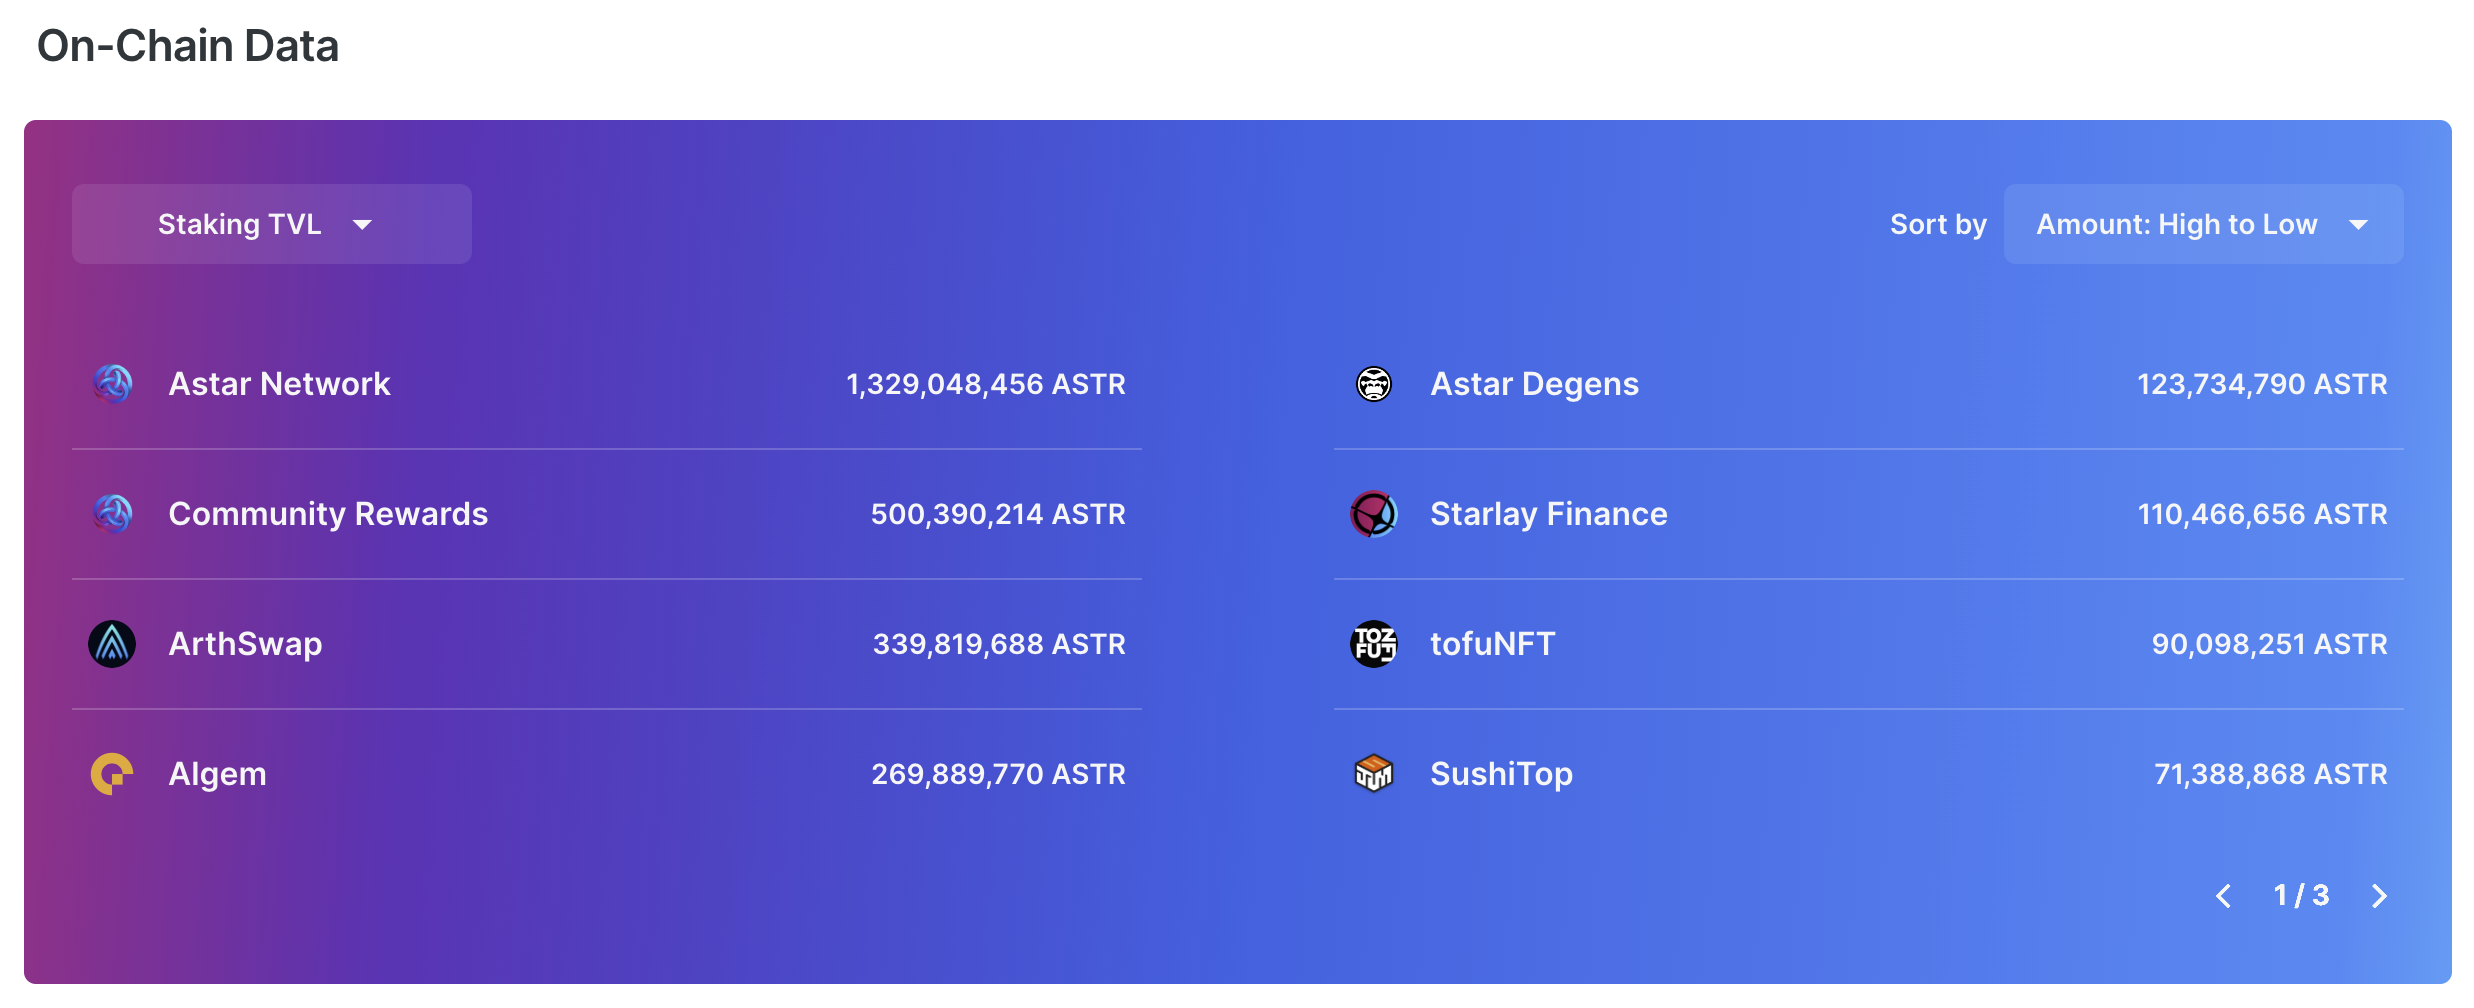 On-Chain Data
Staking TVL
Sort by Amount: High to Low
Astar Network 1,329,048,456 ASTR
Community Rewards 500,390,214 ASTR
ArthSwap 339,819,688 ASTR
Algem 269,889,770 ASTR
Astar Degens 123,734,790 ASTR
Starlay Finance 110,466,656 ASTR
TOFU NFT
tofuNFT 90,098,251 ASTR
SushiTop 71,388,868 ASTR
1 / 3